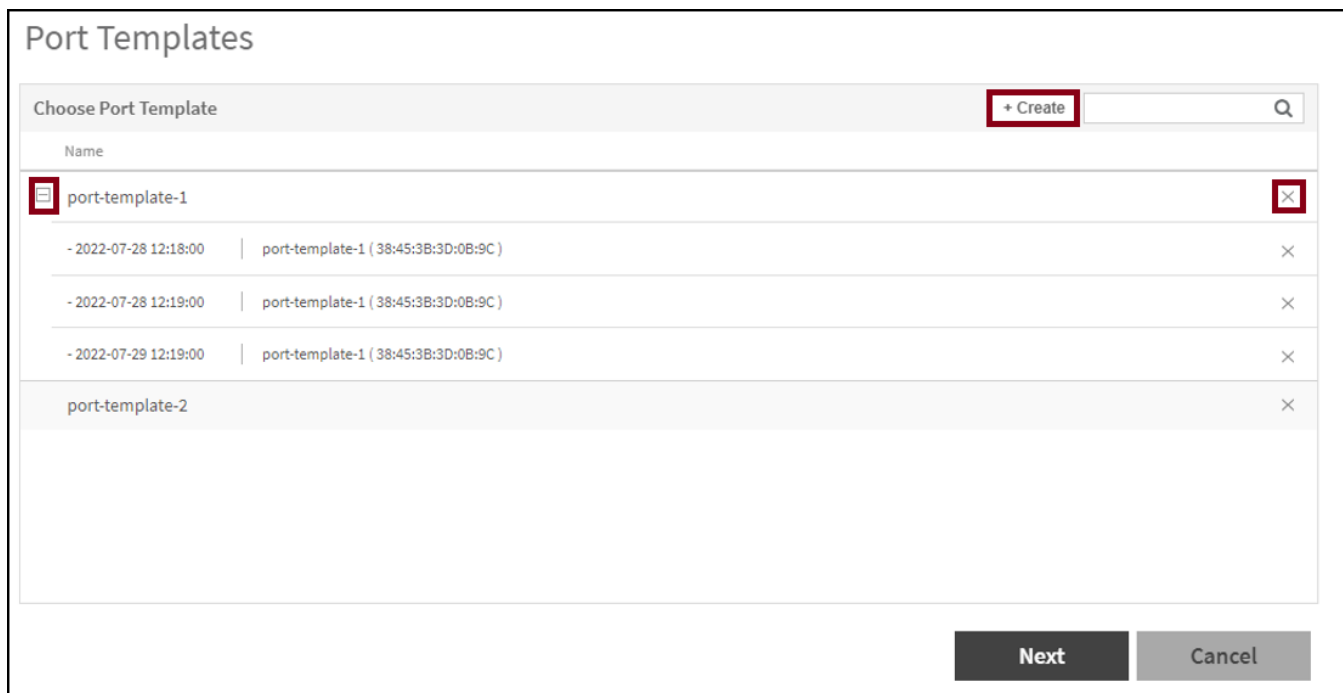 Port Templates
Choose Port Template
+ Create
Name
port-template-1
- 2022-07-28 12:18:00 port-template-1 ( 38:45:3B:3D:0B:9C )
- 2022-07-28 12:19:00 port-template-1 ( 38:45:3B:3D:0B:9C )
- 2022-07-29 12:19:00 port-template-1 ( 38:45:3B:3D:0B:9C )
port-template-2
Next
Cancel